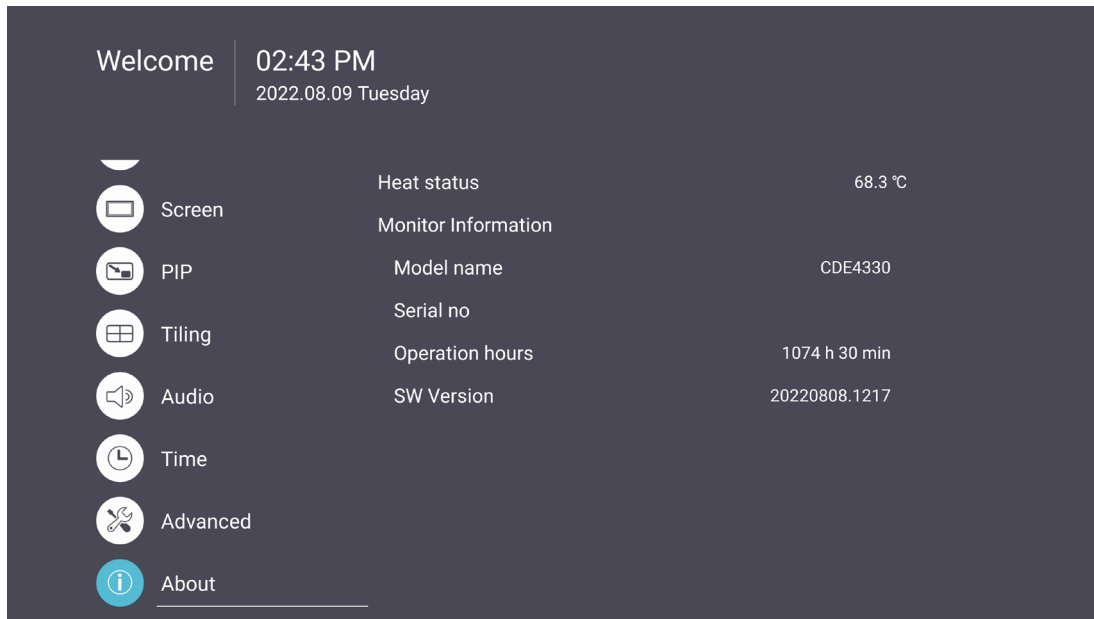 Welcome
02:43 PM
2022.08.09 Tuesday
Screen
PIP
Tiling
Audio
Time
Advanced
About
Heat status 68.3 ℃
Monitor Information
Model name CDE4330
Serial no
Operation hours 1074 h 30 min
SW Version 20220808.1217